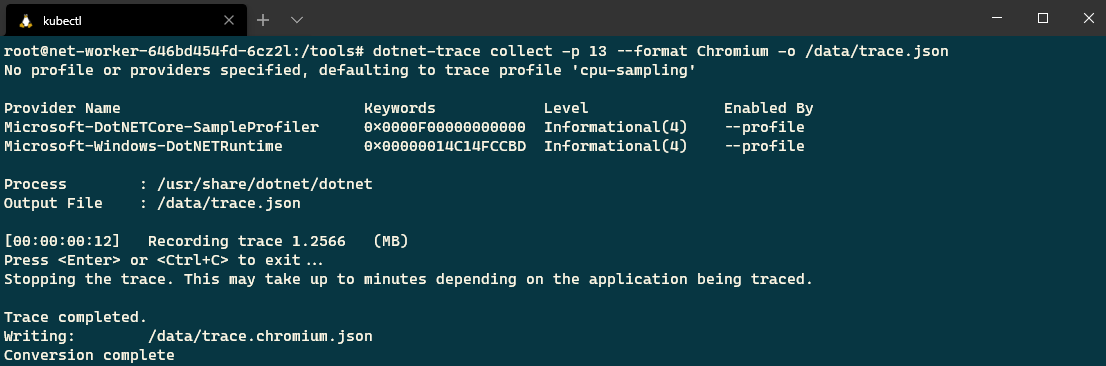 kubectl
root@net-worker-646bd454fd-6cz2l:/tools# dotnet-trace collect -p 13 --format Chromium -o /data/trace.json
No profile or providers specified, defaulting to trace profile 'cpu-sampling'
Provider Name Keywords Level Enabled By
Microsoft-DotNETCore-SampleProfiler 0x0000F00000000000 Informational(4) --profile
Microsoft-Windows-DotNETRuntime 0x00000014C14FCCBD Informational(4) --profile
Process : /usr/share/dotnet/dotnet
Output File : /data/trace.json
[00:00:00:12] Recording trace 1.2566 (MB)
Press <Enter> or <Ctrl+C> to exit...
Stopping the trace. This may take up to minutes depending on the application being traced.
Trace completed.
Writing: /data/trace.chromium.json
Conversion complete